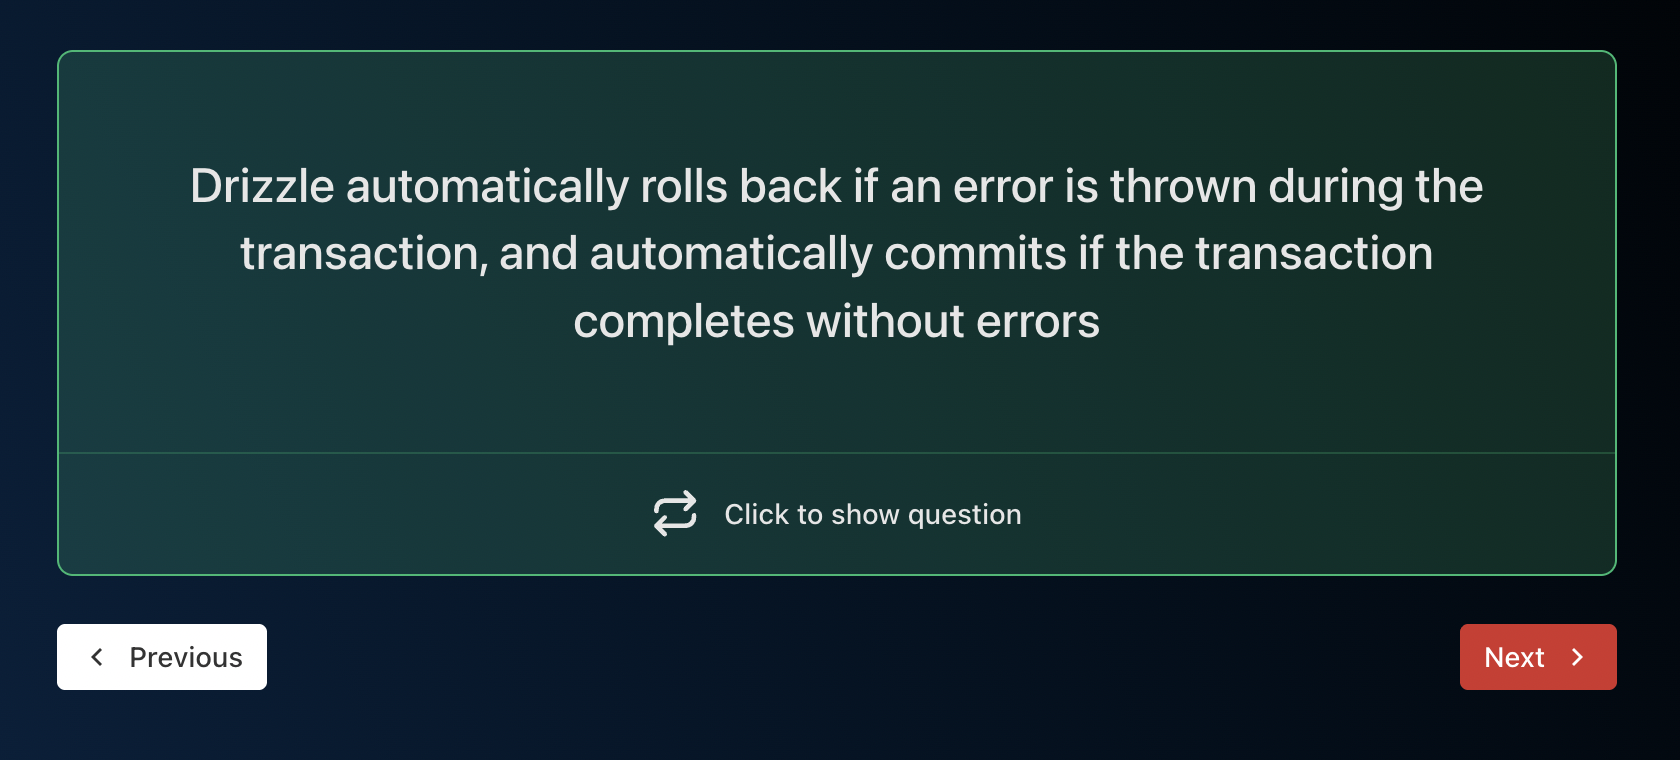 Drizzle automatically rolls back if an error is thrown during the
transaction, and automatically commits if the transaction
completes without errors
Click to show question
Previous
Next